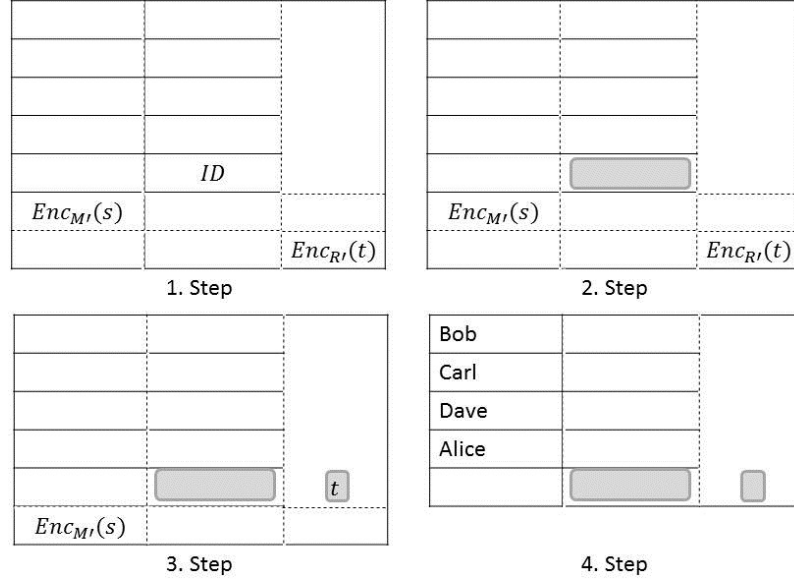 ID
Enc_{M'}(s)
Enc_{R'}(t)
1. Step
Enc_{M'}(s)
Enc_{R'}(t)
2. Step
t
Enc_{M'}(s)
3. Step
Bob
Carl
Dave
Alice
4. Step